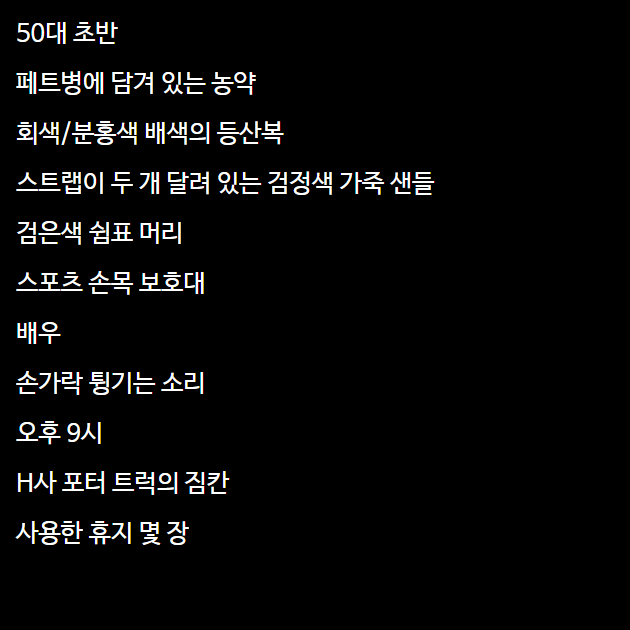 50대 초반
페트병에 담겨 있는 농약
회색/분홍색 배색의 등산복
스트랩이 두 개 달려 있는 검정색 가죽 샌들
검은색 쉼표 머리
스포츠 손목 보호대
배우
손가락 튕기는 소리
오후 9시
H사 포터 트럭의 짐칸
사용한 휴지 몇 장